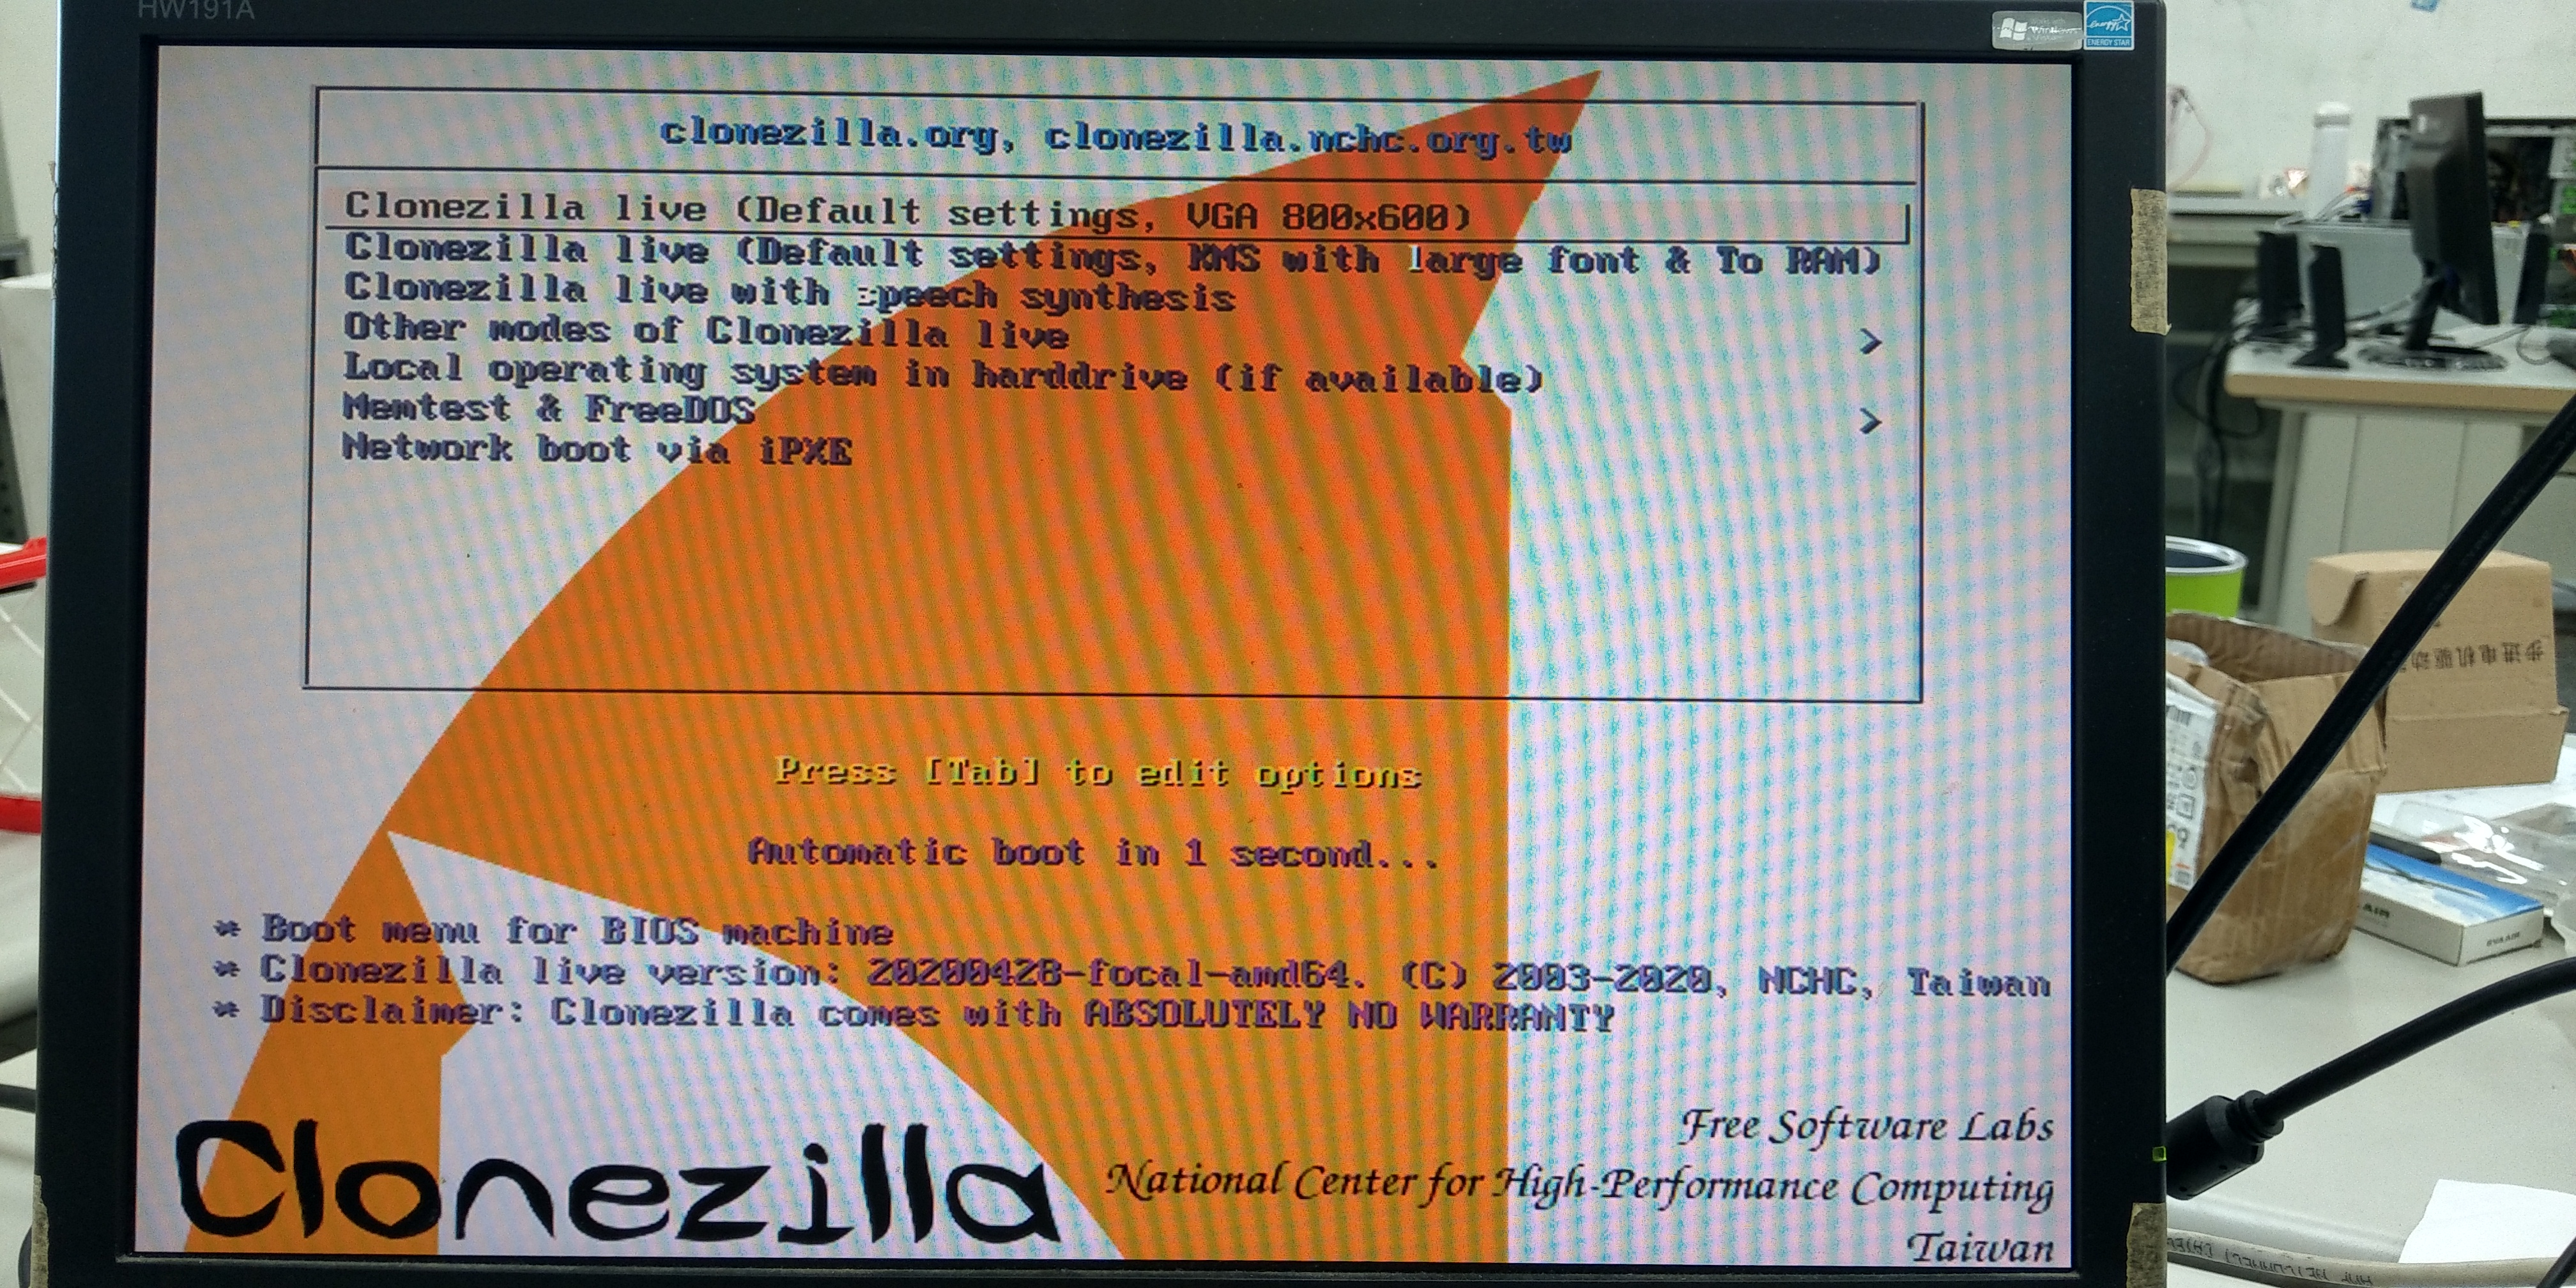 HW191A
Windows
ENERGY STAR
clonezilla.org, clonezilla.nchc.org.tw
Clonezilla live (Default settings, VGA 800x600)
Clonezilla live (Default settings, KMS with large font & To RAM)
Clonezilla live with speech synthesis
Other modes of Clonezilla live >
Local operating system in harddrive (if available)
Memtest & FreeDOS >
Network boot via iPXE
Press [Tab] to edit options
Automatic boot in 1 second...
* Boot menu for BIOS machine
* Clonezilla live version: 20200428-focal-amd64. (C) 2003-2020, NCHC, Taiwan
* Disclaimer: Clonezilla comes with ABSOLUTELY NO WARRANTY
Clonezilla
Free Software Labs
National Center for High-Performance Computing
Taiwan
步进电机驱动